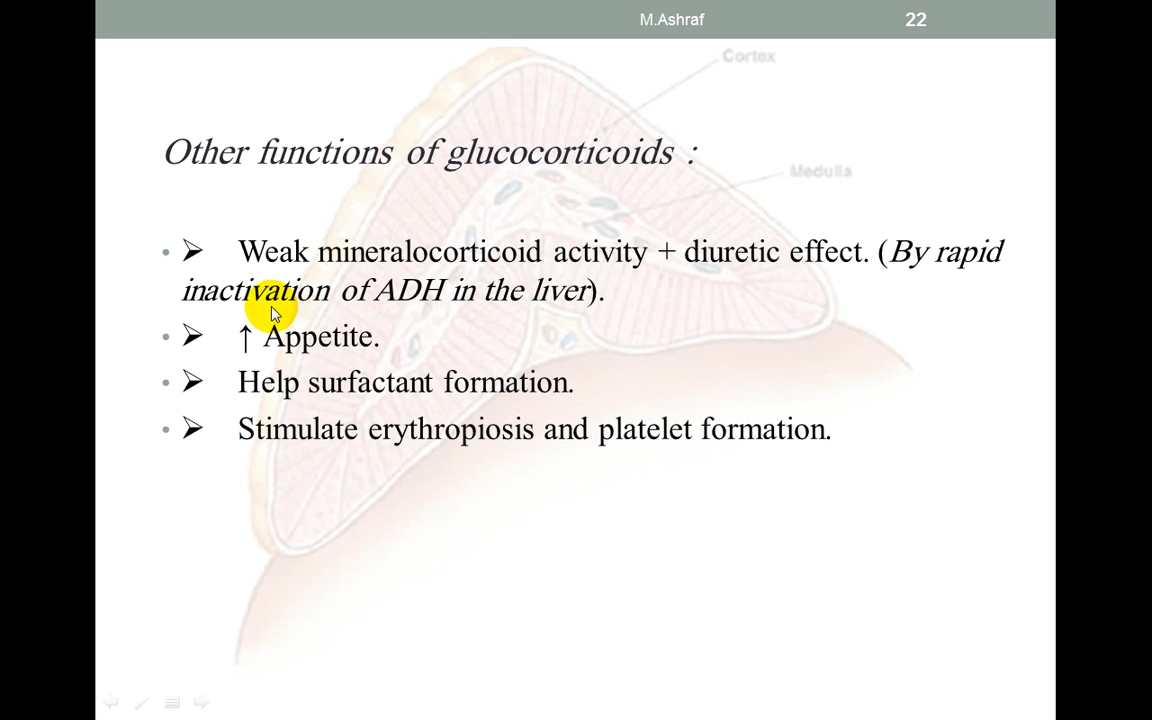 M.Ashraf 22
Cortex
Other functions of glucocorticoids :
Medulla
• ➢ Weak mineralocorticoid activity + diuretic effect. (By rapid
inactivation of ADH in the liver).
• ➢ ↑ Appetite.
• ➢ Help surfactant formation.
• ➢ Stimulate erythropiosis and platelet formation.